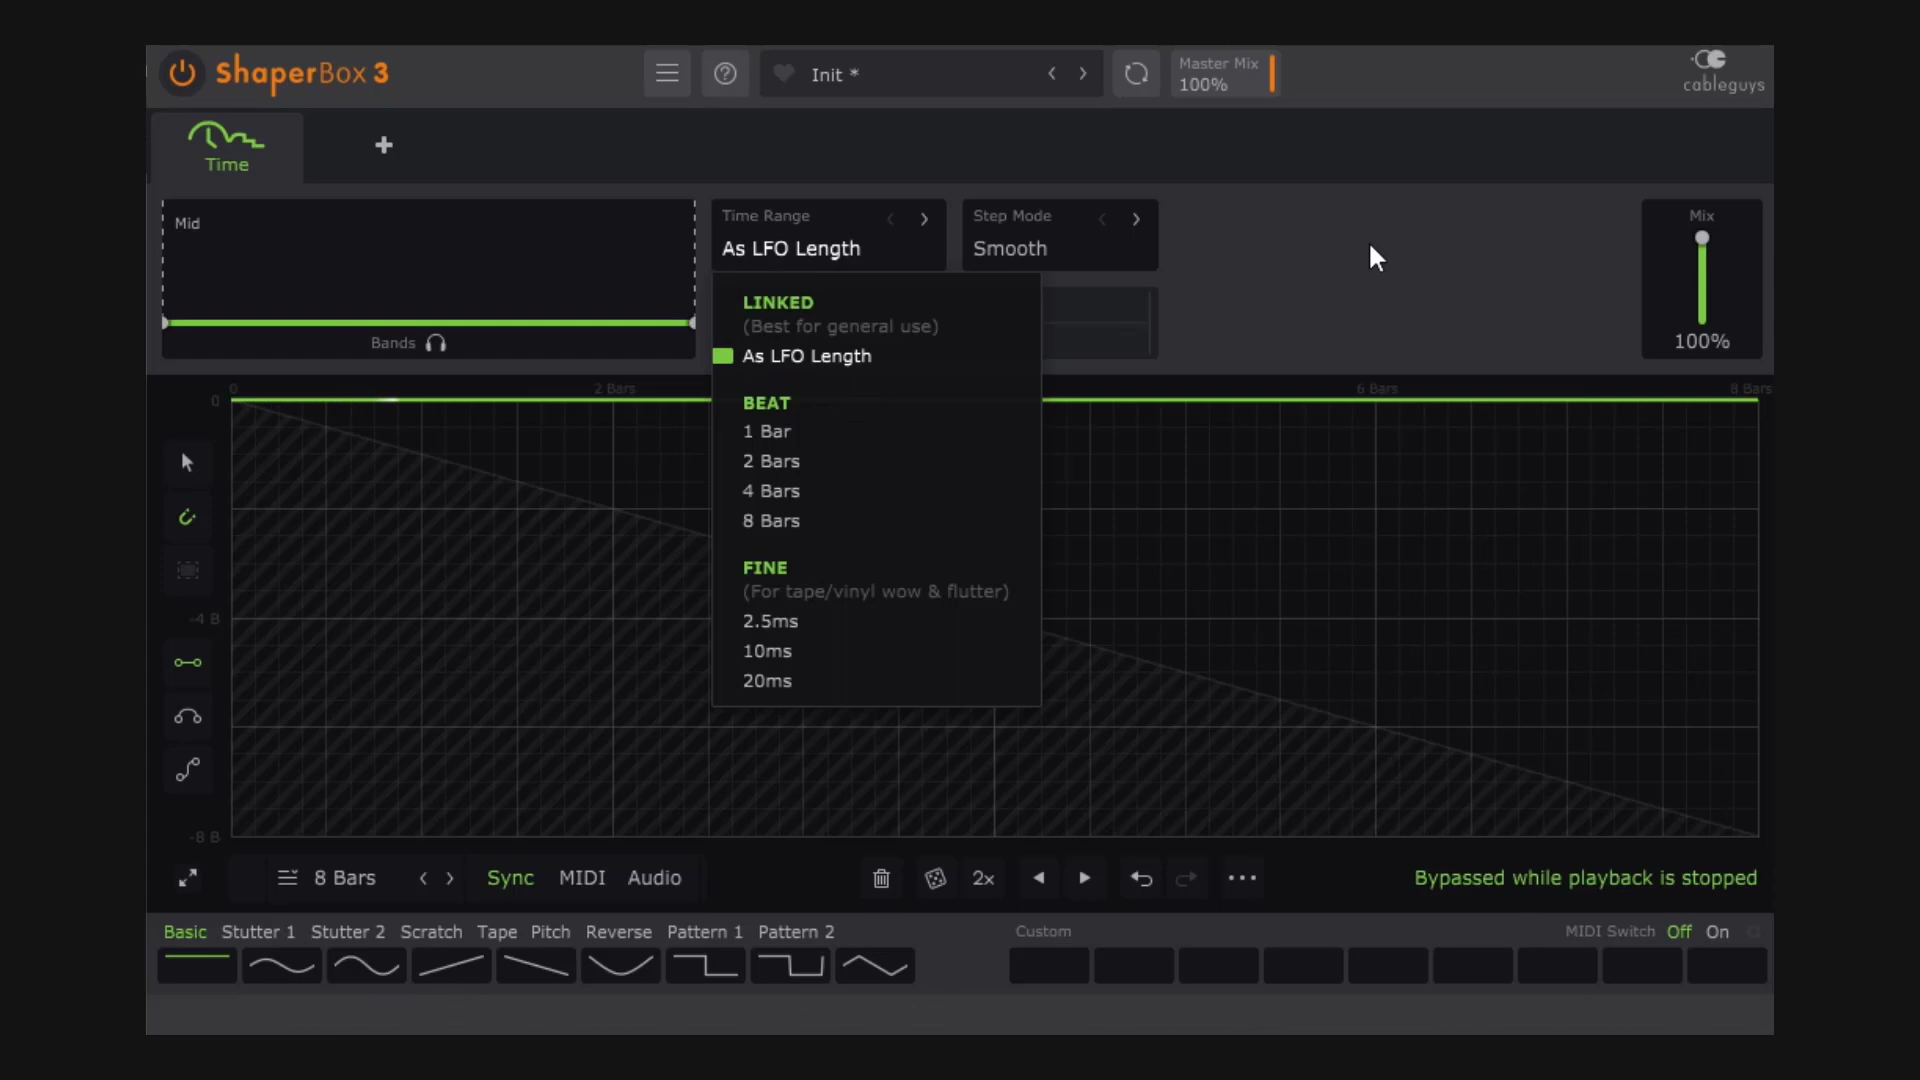 ShaperBox 3
Init *
Master Mix
100%
cableguys
Time
Mid
Bands
Time Range
As LFO Length
Step Mode
Smooth
Mix
100%
LINKED
(Best for general use)
As LFO Length
BEAT
1 Bar
2 Bars
4 Bars
8 Bars
FINE
(For tape/vinyl wow & flutter)
2.5ms
10ms
20ms
0
2 Bars
6 Bars
8 Bars
0
-4 B
-8 B
8 Bars
Sync
MIDI
Audio
2x
Bypassed while playback is stopped
Basic
Stutter 1
Stutter 2
Scratch
Tape
Pitch
Reverse
Pattern 1
Pattern 2
Custom
MIDI Switch
Off
On